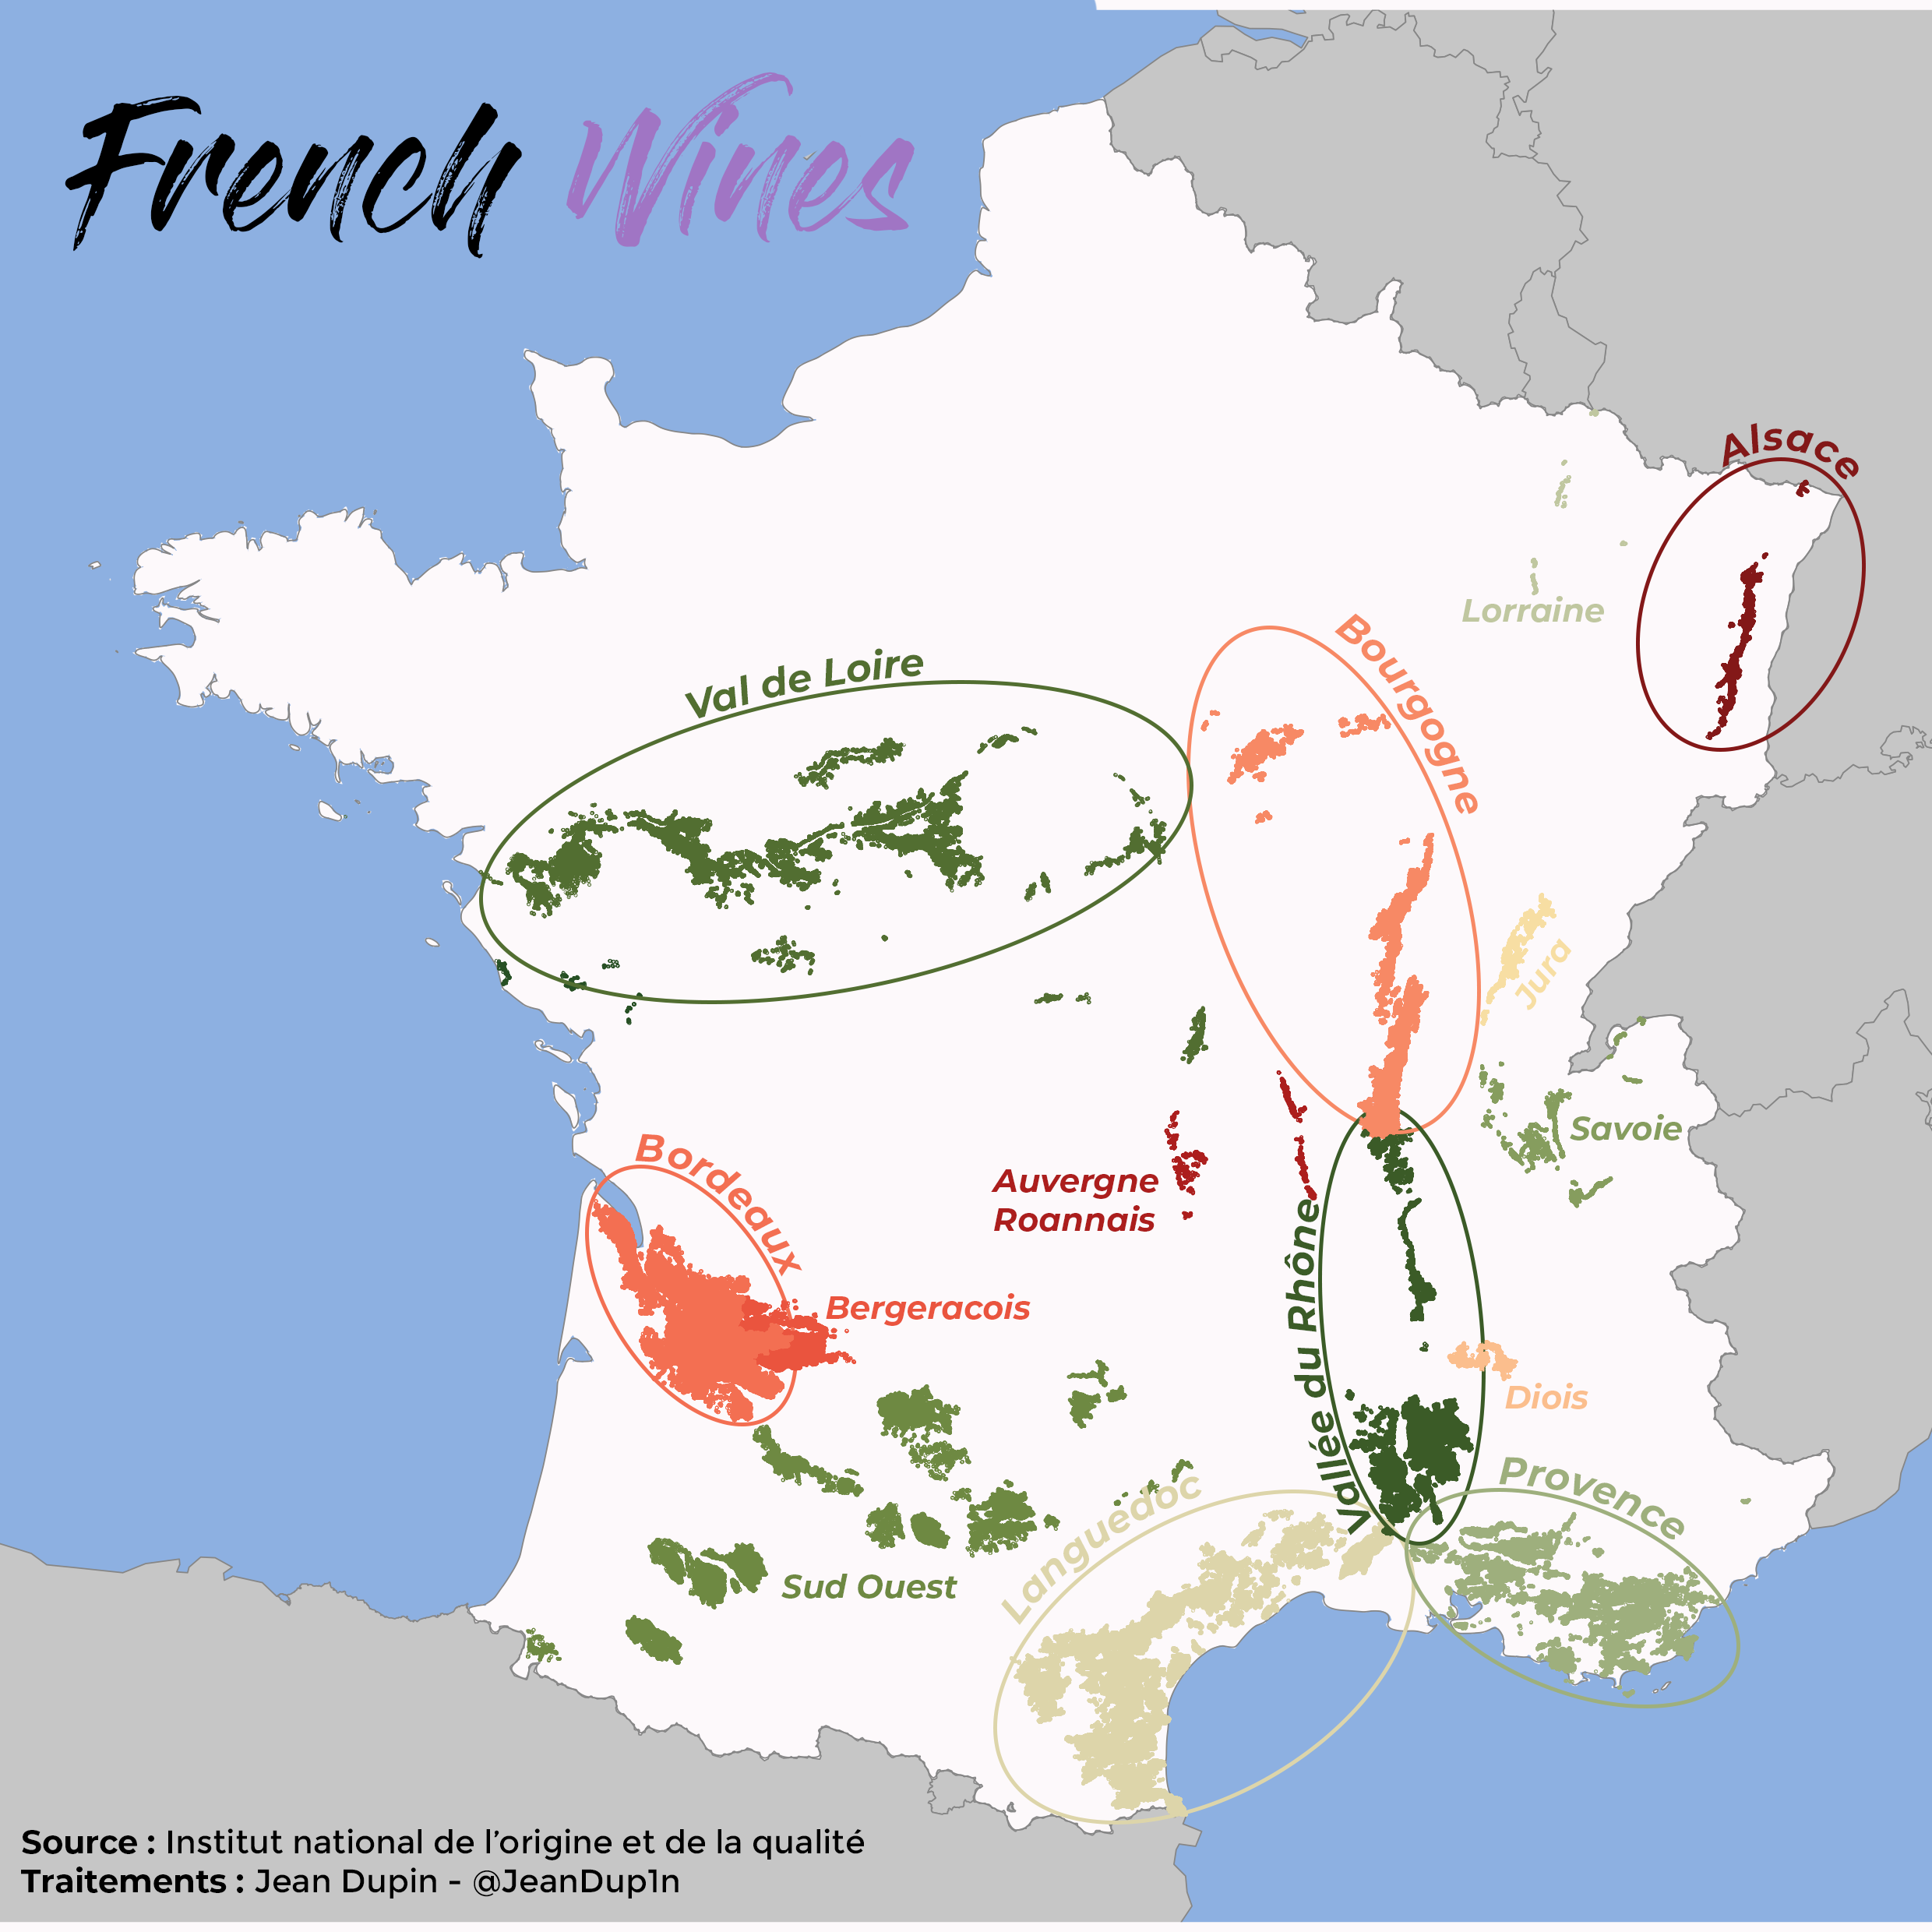 French Wines
Alsace
Lorraine
Bourgogne
Val de Loire
Jura
Savoie
Bordeaux
Auvergne
Roannais
Vallée du Rhône
Bergeracois
Diois
Provence
Languedoc
Sud Ouest
Source : Institut national de l'origine et de la qualité
Traitements : Jean Dupin - @JeanDup1n